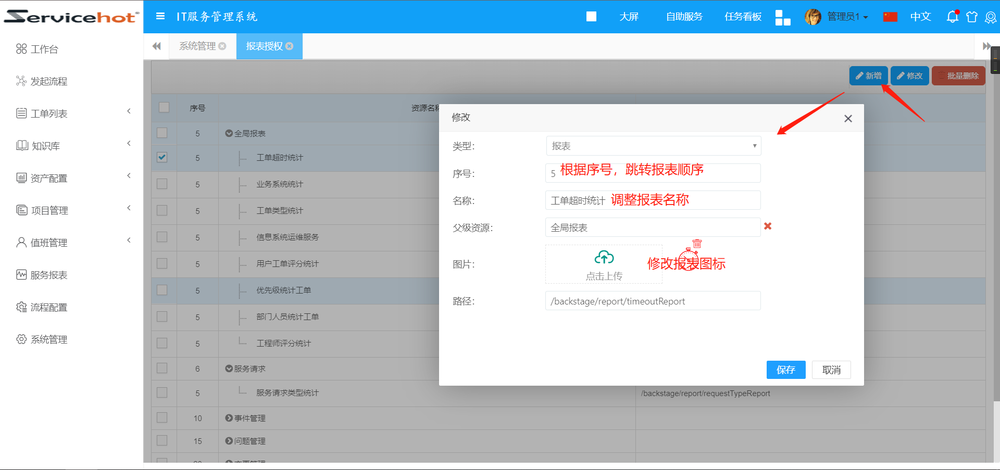 Servicehot
IT服务管理系统
大屏
自助服务
任务看板
管理员1
中文
系统管理
报表授权
工作台
发起流程
工单列表
知识库
资产配置
项目管理
值班管理
服务报表
流程配置
系统管理
新增
修改
批量删除
序号
资源名称
5 全局报表
5 工单超时统计
5 业务系统统计
5 工单类型统计
5 信息系统运维服务
5 用户工单评分统计
5 优先级统计工单
5 部门人员统计工单
5 工程师评分统计
6 服务请求
5 服务请求类型统计 /backstage/report/requestTypeReport
10 事件管理
15 问题管理
修改
类型： 报表
序号： 5 根据序号，跳转报表顺序
名称： 工单超时统计 调整报表名称
父级资源： 全局报表
图片： 点击上传 修改报表图标
路径： /backstage/report/timeoutReport
保存
取消